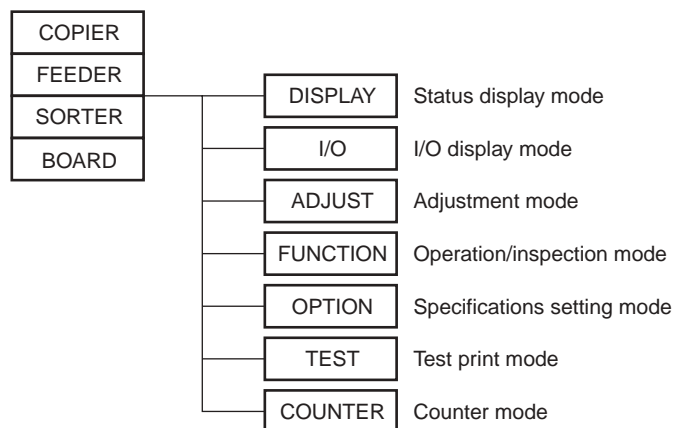 COPIER
FEEDER
SORTER
BOARD
DISPLAY Status display mode
I/O I/O display mode
ADJUST Adjustment mode
FUNCTION Operation/inspection mode
OPTION Specifications setting mode
TEST Test print mode
COUNTER Counter mode